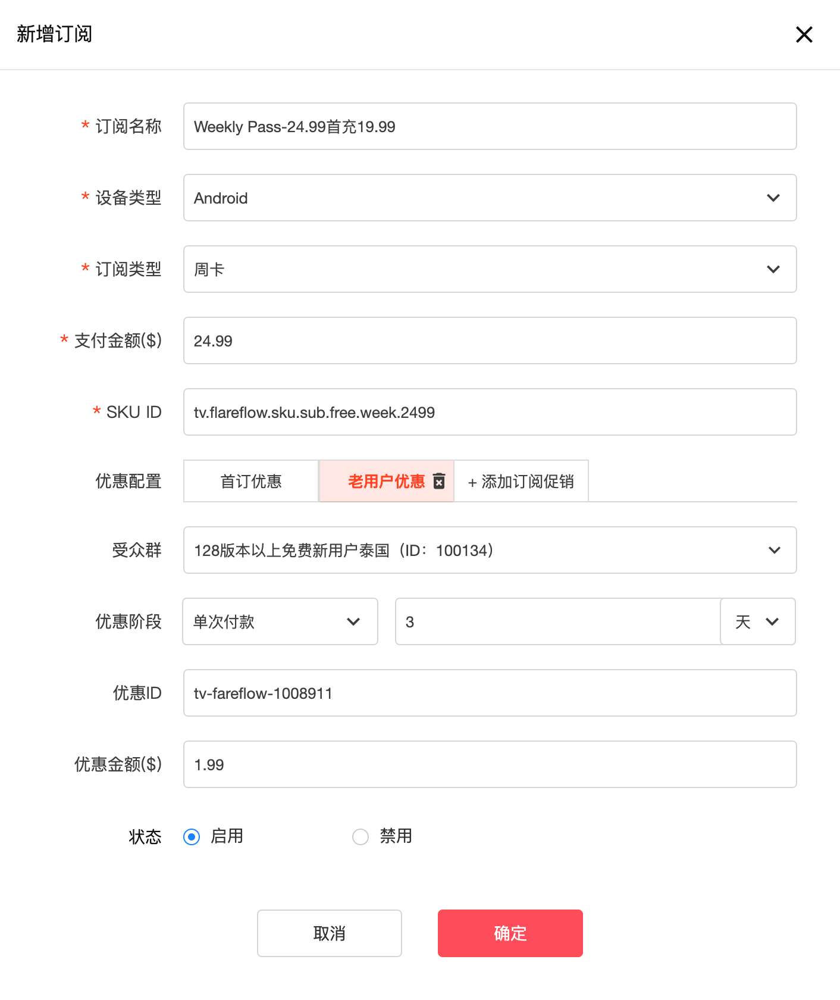 新增订阅
* 订阅名称 Weekly Pass-24.99首充19.99
* 设备类型 Android
* 订阅类型 周卡
* 支付金额($) 24.99
* SKU ID tv.flareflow.sku.sub.free.week.2499
优惠配置 首订优惠 老用户优惠 + 添加订阅促销
受众群 128版本以上免费新用户泰国（ID：100134）
优惠阶段 单次付款 3 天
优惠ID tv-fareflow-1008911
优惠金额($) 1.99
状态 启用 禁用
取消 确定